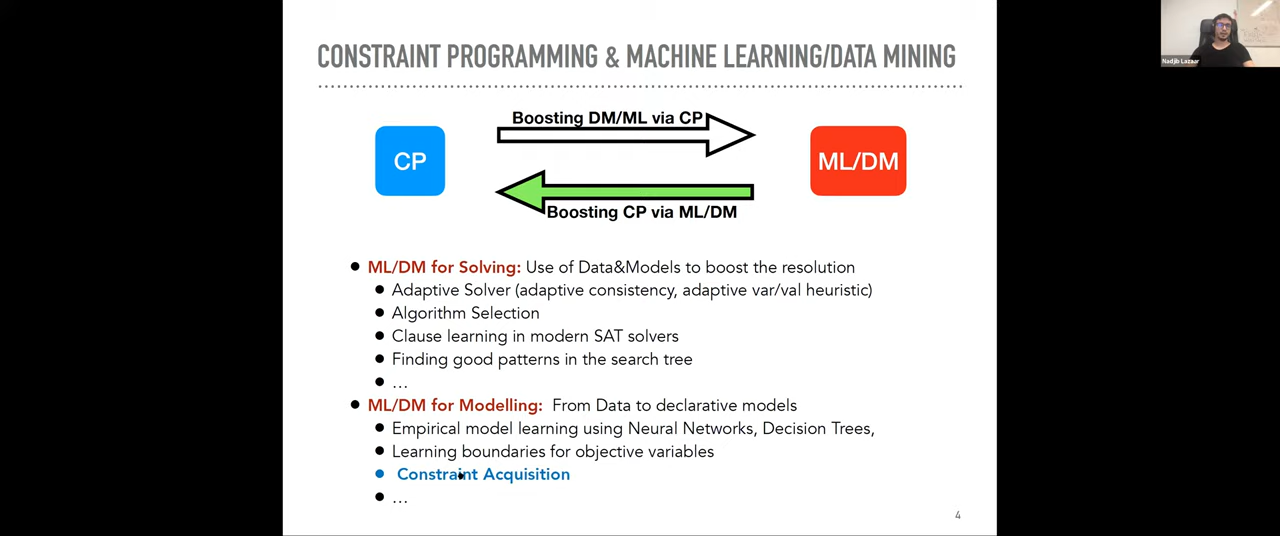 CONSTRAINT PROGRAMMING & MACHINE LEARNING/DATA MINING
Nadjib Lazaar
Boosting DM/ML via CP
CP
ML/DM
Boosting CP via ML/DM
● ML/DM for Solving: Use of Data&Models to boost the resolution
● Adaptive Solver (adaptive consistency, adaptive var/val heuristic)
● Algorithm Selection
● Clause learning in modern SAT solvers
● Finding good patterns in the search tree
● …
● ML/DM for Modelling: From Data to declarative models
● Empirical model learning using Neural Networks, Decision Trees,
● Learning boundaries for objective variables
● Constraint Acquisition
● …
4